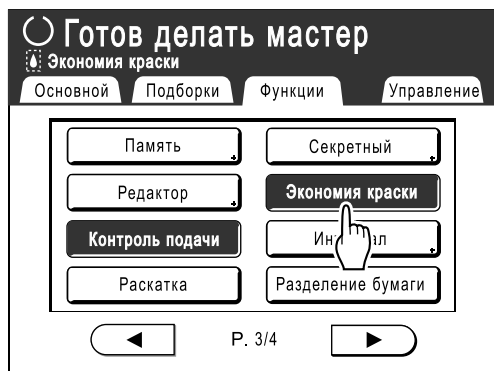 Готов делать мастер
Экономия краски
Основной Подборки Функции Управление
Память Секретный
Редактор Экономия краски
Контроль подачи
Раскатка Разделение бумаги
P. 3/4